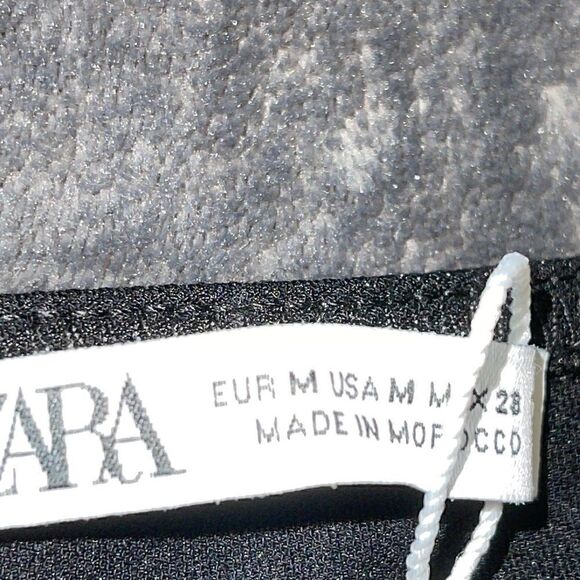 ZARA
EUR M USA M M X 28
MADE IN MOROCCO